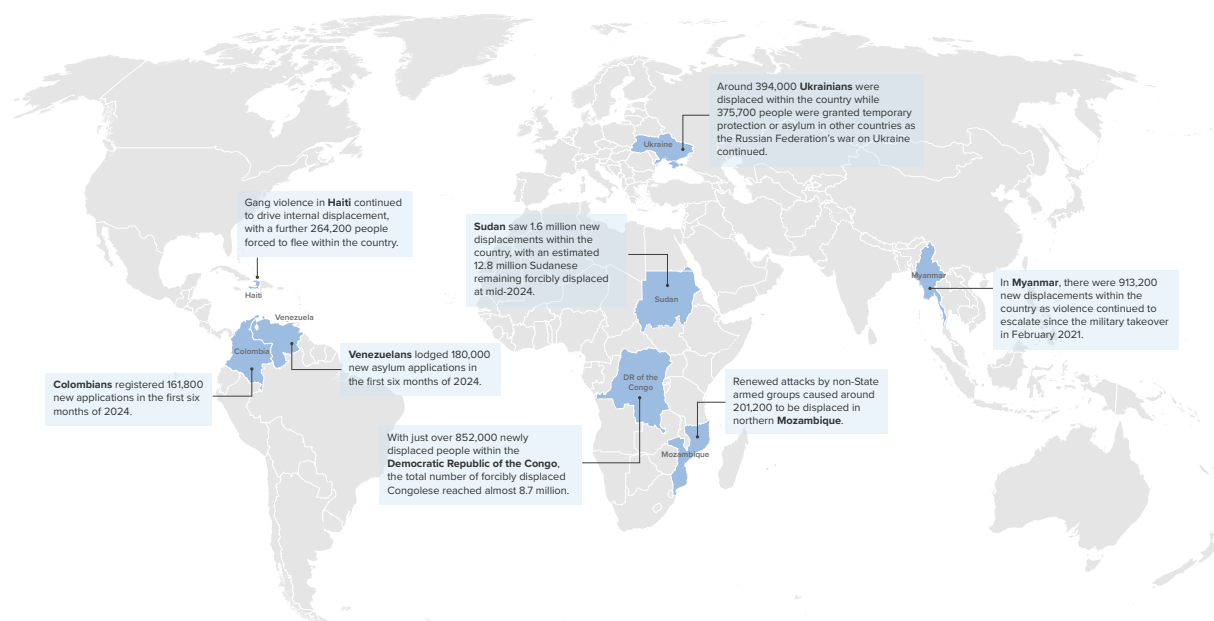 Around 394,000 Ukrainians were
displaced within the country while
375,700 people were granted temporary
protection or asylum in other countries as
the Russian Federation's war on Ukraine
continued.
Ukraine
Gang violence in Haiti continued
to drive internal displacement,
with a further 264,200 people
forced to flee within the country.
Haiti
Sudan saw 1.6 million new
displacements within the
country, with an estimated
12.8 million Sudanese
remaining forcibly displaced
at mid-2024.
Sudan
Myanmar
In Myanmar, there were 913,200
new displacements within the
country as violence continued to
escalate since the military takeover
in February 2021.
Venezuela
Colombia
Venezuelans lodged 180,000
new asylum applications in
the first six months of 2024.
Colombians registered 161,800
new applications in the first six
months of 2024.
DR of the
Congo
Renewed attacks by non-State
armed groups caused around
201,200 to be displaced in
northern Mozambique.
With just over 852,000 newly
displaced people within the
Democratic Republic of the Congo,
the total number of forcibly displaced
Congolese reached almost 8.7 million.
Mozambique